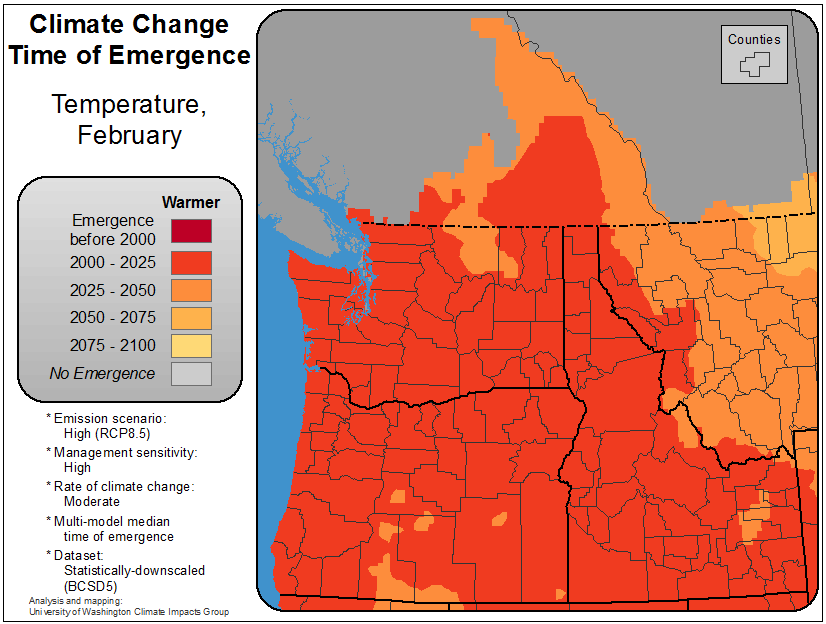 Climate Change
Time of Emergence
Temperature,
February
Warmer
Emergence
before 2000
2000 - 2025
2025 - 2050
2050 - 2075
2075 - 2100
No Emergence
* Emission scenario:
High (RCP8.5)
* Management sensitivity:
High
* Rate of climate change:
Moderate
* Multi-model median
time of emergence
* Dataset:
Statistically-downscaled
(BCSD5)
Analysis and mapping:
University of Washington Climate Impacts Group
Counties